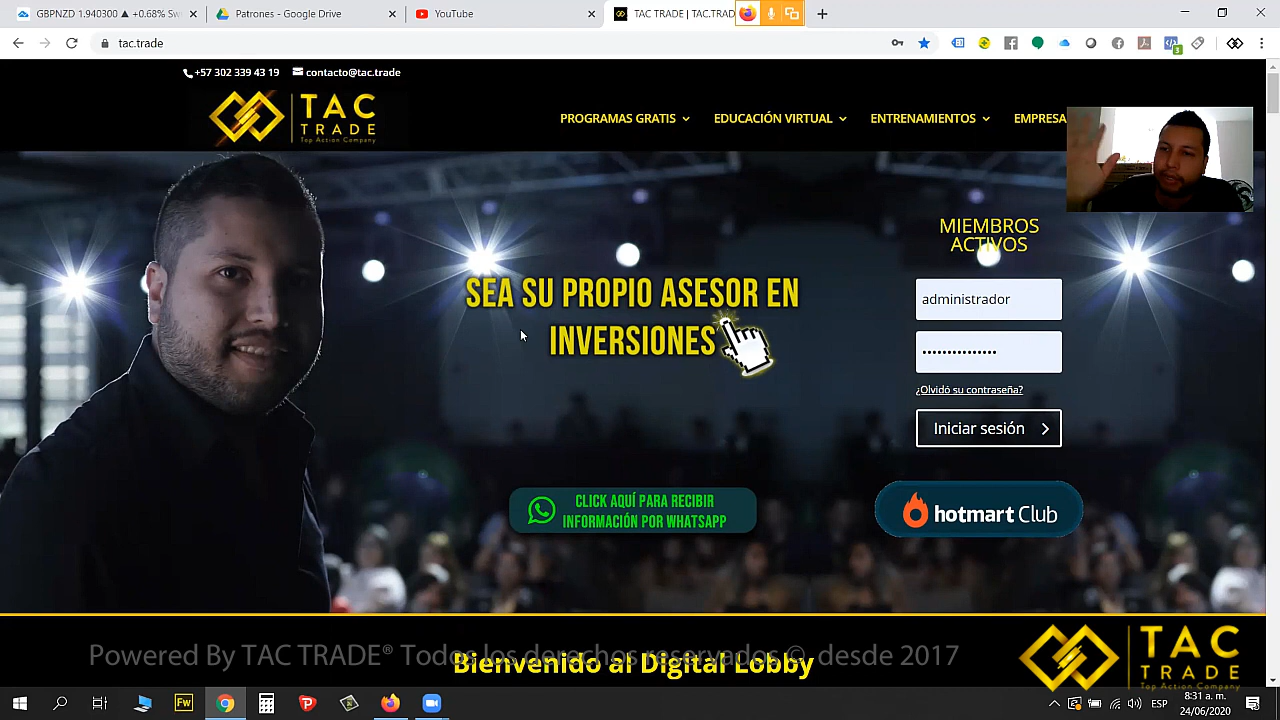 GBPNZD 1.940300 ▲ +0.68% Sw
Patrones - Google Drive
YouTube
TAC TRADE | TAC.TRAD
tac.trade
3
+57 302 339 43 19
contacto@tac.trade
TAC
TRADE
Top Action Company
PROGRAMAS GRATIS
EDUCACIÓN VIRTUAL
ENTRENAMIENTOS
EMPRESA
MIEMBROS
ACTIVOS
SEA SU PROPIO ASESOR EN
INVERSIONES
administrador
¿Olvidó su contraseña?
Iniciar sesión
CLICK AQUÍ PARA RECIBIR
INFORMACIÓN POR WHATSAPP
hotmart Club
Powered By TAC TRADE® Todos los derechos reservados ©, desde 2017
Bienvenido al Digital Lobby
TAC
TRADE
Top Action Company
Fw
ESP
8:31 a. m.
24/06/2020